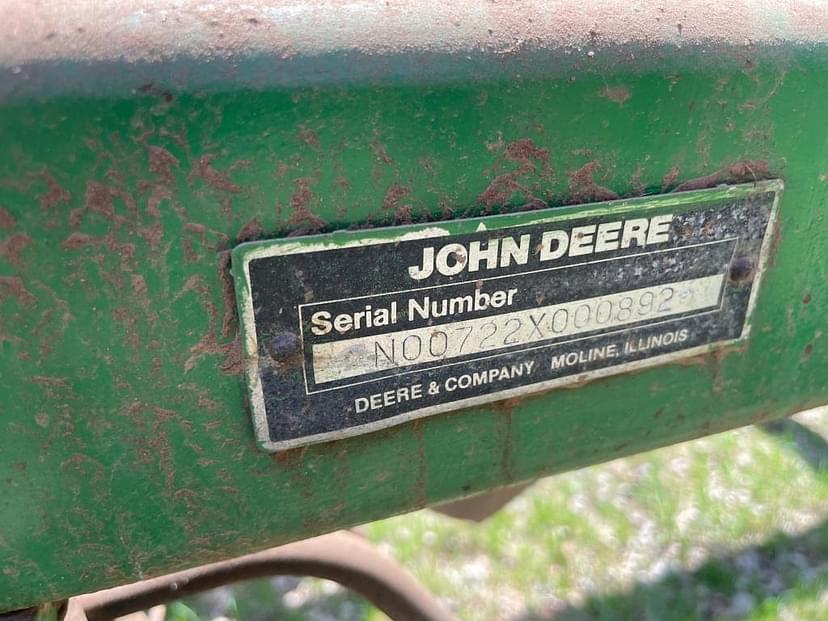 JOHN DEERE
Serial Number
N00722X000892
DEERE & COMPANY MOLINE, ILLINOIS